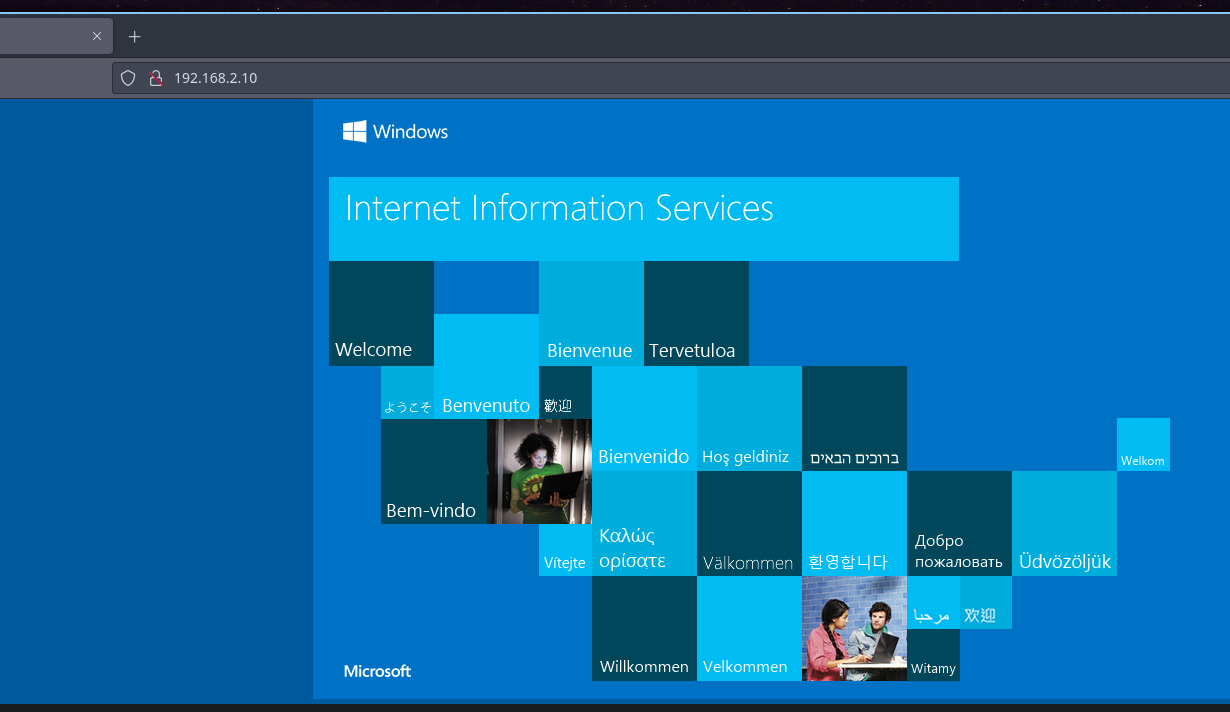 192.168.2.10
Windows
Internet Information Services
Welcome
Bienvenue
Tervetuloa
ようこそ
Benvenuto
歡迎
Bienvenido
Hoş geldiniz
ברוכים הבאים
Welkom
Bem-vindo
Vítejte
Καλώς
ορίσατε
Välkommen
환영합니다
Добро
пожаловать
Üdvözöljük
مرحبا
欢迎
Willkommen
Velkommen
Witamy
Microsoft